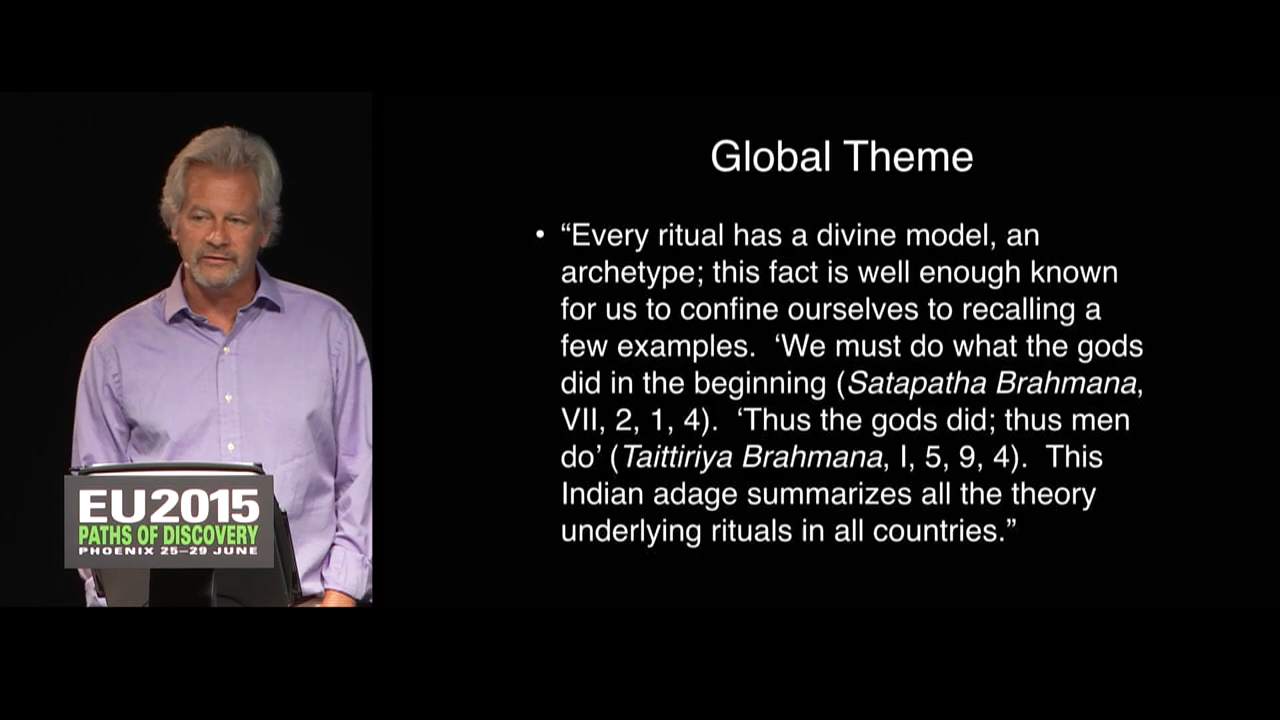 Global Theme
• “Every ritual has a divine model, an
archetype; this fact is well enough known
for us to confine ourselves to recalling a
few examples.  ‘We must do what the gods
did in the beginning (Satapatha Brahmana,
VII, 2, 1, 4).  ‘Thus the gods did; thus men
do’ (Taittiriya Brahmana, I, 5, 9, 4).  This
Indian adage summarizes all the theory
underlying rituals in all countries.”
EU2015
PATHS OF DISCOVERY
PHOENIX 25–29 JUNE